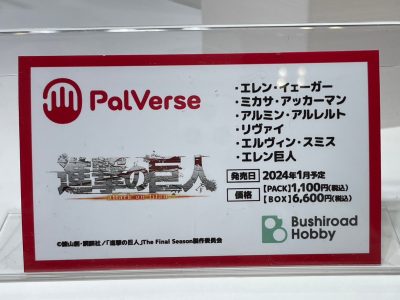 PalVerse
・エレン・イェーガー
・ミカサ・アッカーマン
・アルミン・アルレルト
・リヴァイ
・エルヴィン・スミス
・エレン巨人
進撃の巨人
attack on titan
発売日 2024年1月予定
価格 【PACK】1,100円(税込)
【BOX】6,600円(税込)
Bushiroad
Hobby
©諫山創・講談社/「進撃の巨人」The Final Season製作委員会